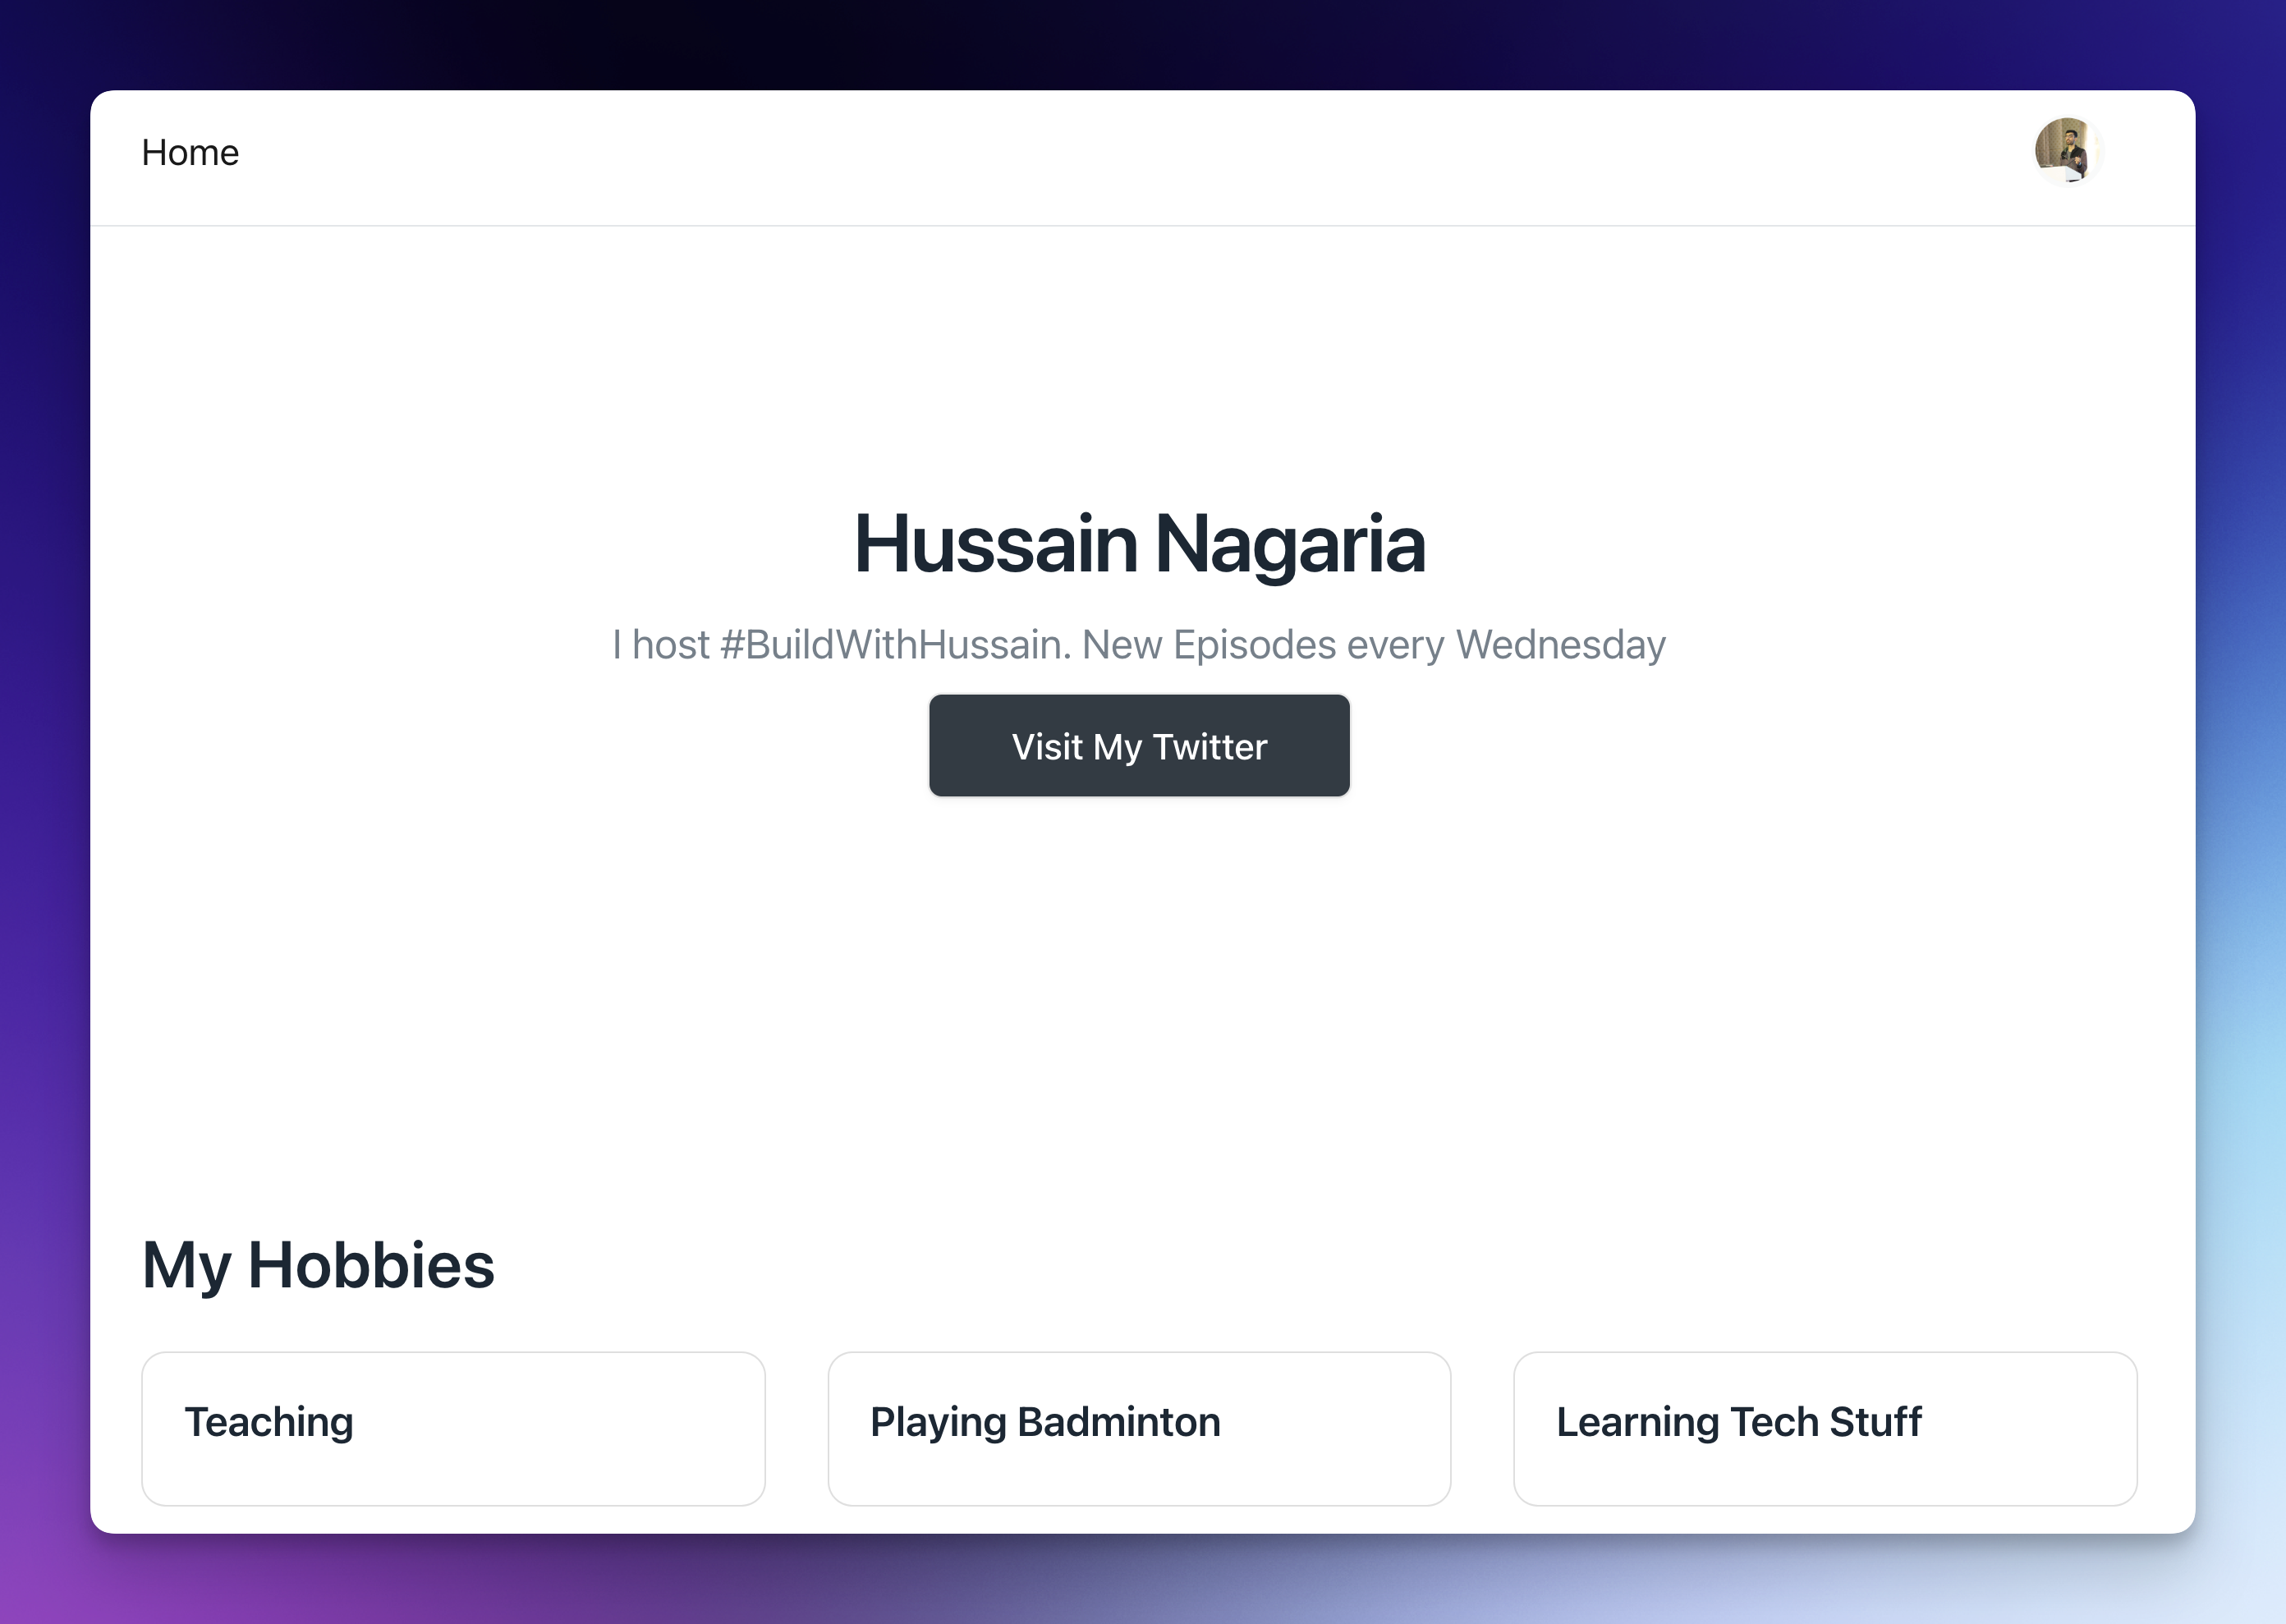 Home
Hussain Nagaria
I host #BuildWithHussain. New Episodes every Wednesday
Visit My Twitter
My Hobbies
Teaching
Playing Badminton
Learning Tech Stuff